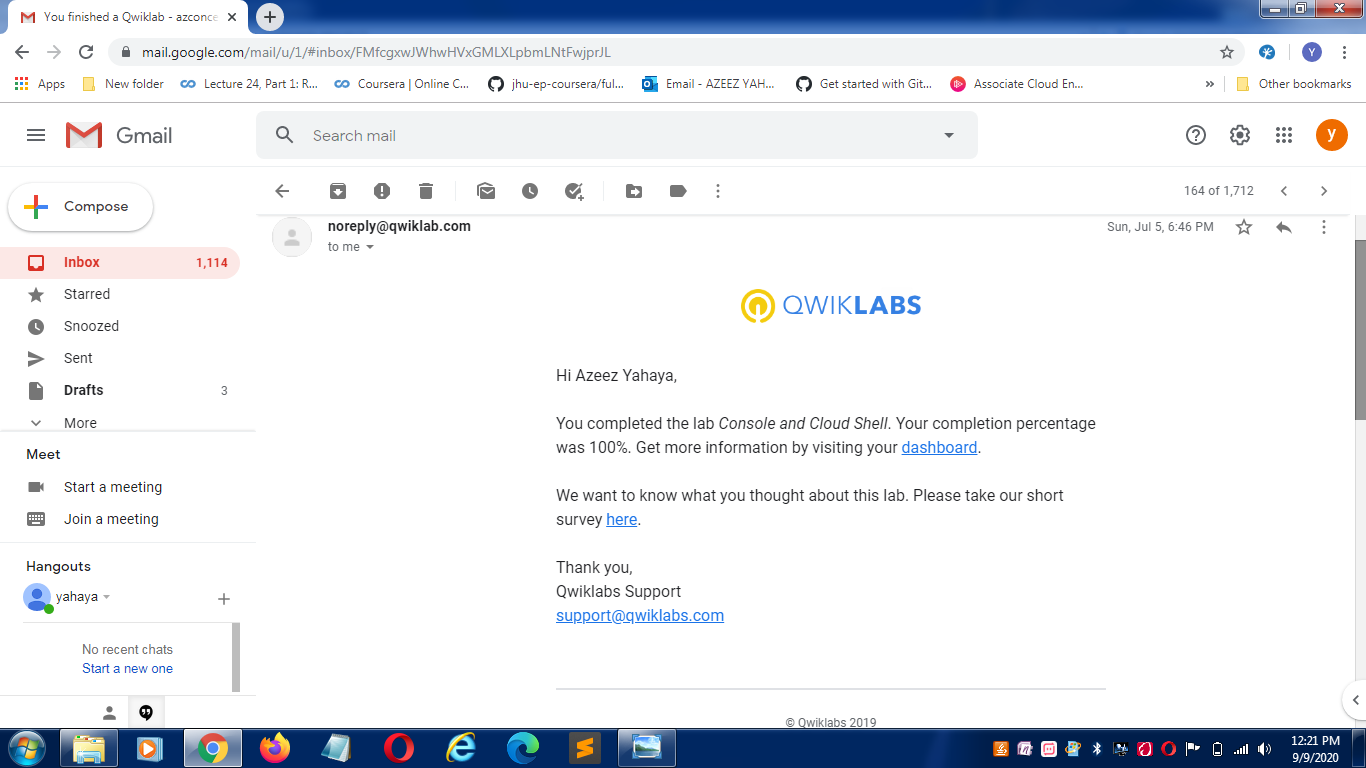 You finished a Qwiklab - azconce
mail.google.com/mail/u/1/#inbox/FMfcgxwJWhwHVxGMLXLpbmLNtFwjprJL
Y
Apps
New folder
Lecture 24, Part 1: R...
Coursera | Online C...
jhu-ep-coursera/ful...
Email - AZEEZ YAH...
Get started with Git...
Associate Cloud En...
»
Other bookmarks
Gmail
Search mail
y
Compose
164 of 1,712
noreply@qwiklab.com
Sun, Jul 5, 6:46 PM
to me
Inbox 1,114
Starred
Snoozed
Sent
Drafts 3
More
Meet
Start a meeting
Join a meeting
Hangouts
yahaya
No recent chats
Start a new one
QWIKLABS
Hi Azeez Yahaya,
You completed the lab Console and Cloud Shell. Your completion percentage
was 100%. Get more information by visiting your dashboard.
We want to know what you thought about this lab. Please take our short
survey here.
Thank you,
Qwiklabs Support
support@qwiklabs.com
© Qwiklabs 2019
12:21 PM
9/9/2020